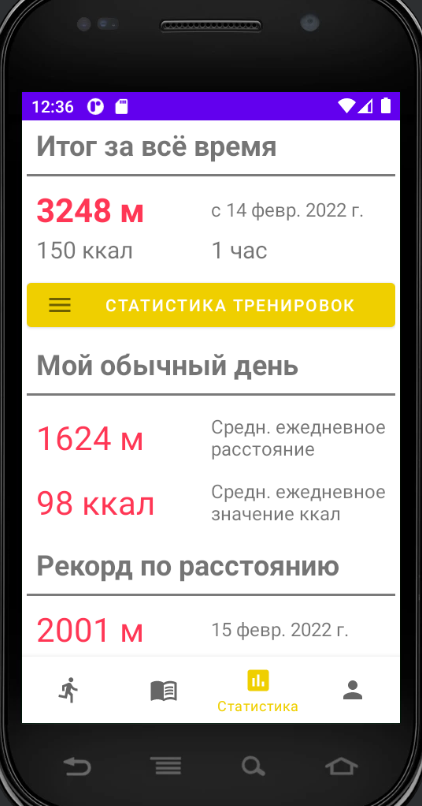 12:36
Итог за всё время
3248 м
с 14 февр. 2022 г.
150 ккал
1 час
СТАТИСТИКА ТРЕНИРОВОК
Мой обычный день
1624 м
Средн. ежедневное
расстояние
98 ккал
Средн. ежедневное
значение ккал
Рекорд по расстоянию
2001 м
15 февр. 2022 г.
Статистика